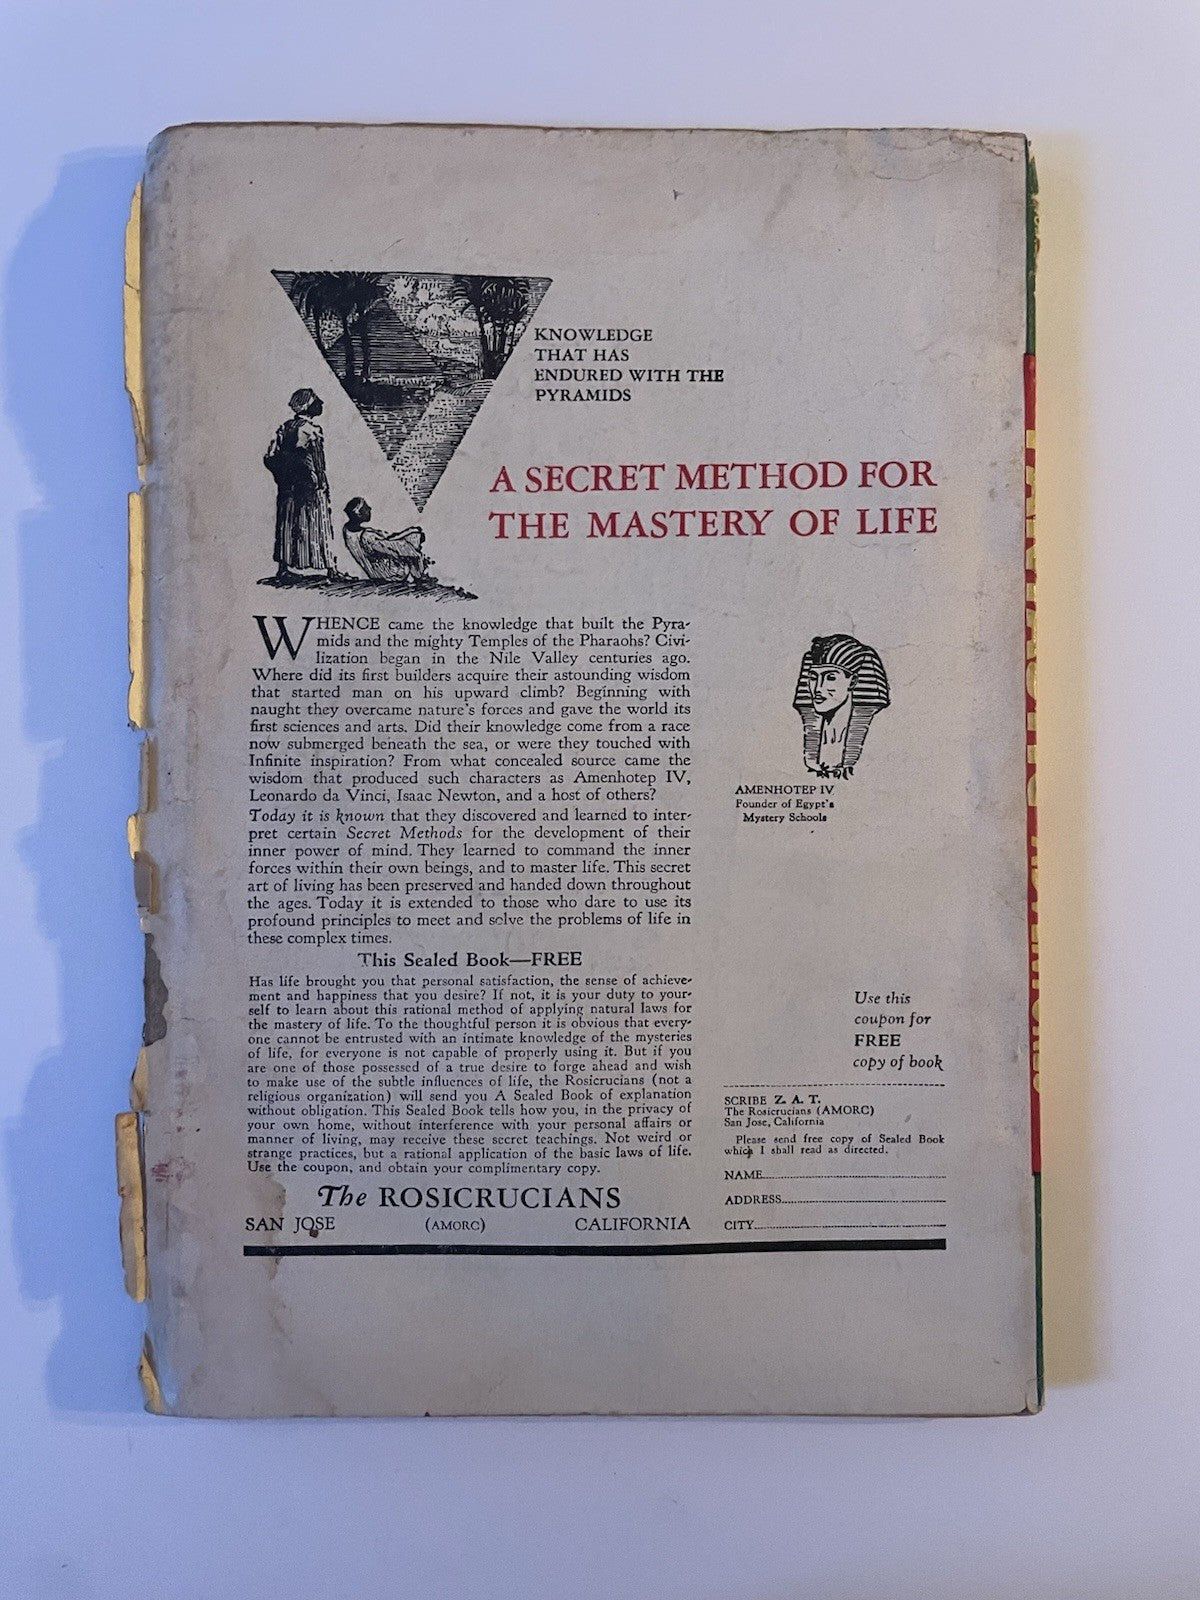 KNOWLEDGE
THAT HAS
ENDURED WITH THE
PYRAMIDS
A SECRET METHOD FOR
THE MASTERY OF LIFE
WHENCE came the knowledge that built the Pyra-
mids and the mighty Temples of the Pharaohs? Civi-
lization began in the Nile Valley centuries ago.
Where did its first builders acquire their astounding wisdom
that started man on his upward climb? Beginning with
naught they overcame nature's forces and gave the world its
first sciences and arts. Did their knowledge come from a race
now submerged beneath the sea, or were they touched with
Infinite inspiration? From what concealed source came the
wisdom that produced such characters as Amenhotep IV,
Leonardo da Vinci, Isaac Newton, and a host of others?
Today it is known that they discovered and learned to inter-
pret certain Secret Methods for the development of their
inner power of mind. They learned to command the inner
forces within their own beings, and to master life. This secret
art of living has been preserved and handed down throughout
the ages. Today it is extended to those who dare to use its
profound principles to meet and solve the problems of life in
these complex times.
This Sealed Book—FREE
Has life brought you that personal satisfaction, the sense of achieve-
ment and happiness that you desire? If not, it is your duty to your-
self to learn about this rational method of applying natural laws for
the mastery of life. To the thoughtful person it is obvious that every-
one cannot be entrusted with an intimate knowledge of the mysteries
of life, for everyone is not capable of properly using it. But if you
are one of those possessed of a true desire to forge ahead and wish
to make use of the subtle influences of life, the Rosicrucians (not a
religious organization) will send you A Sealed Book of explanation
without obligation. This Sealed Book tells how you, in the privacy of
your own home, without interference with your personal affairs or
manner of living, may receive these secret teachings. Not weird or
strange practices, but a rational application of the basic laws of life.
Use the coupon, and obtain your complimentary copy.
The ROSICRUCIANS
SAN JOSE (AMORC) CALIFORNIA
AMENHOTEP IV
Founder of Egypt's
Mystery Schools
Use this
coupon for
FREE
copy of book
SCRIBE Z. A. T.
The Rosicrucians (AMORC)
San Jose, California
Please send free copy of Sealed Book
which I shall read as directed.
NAME
ADDRESS
CITY